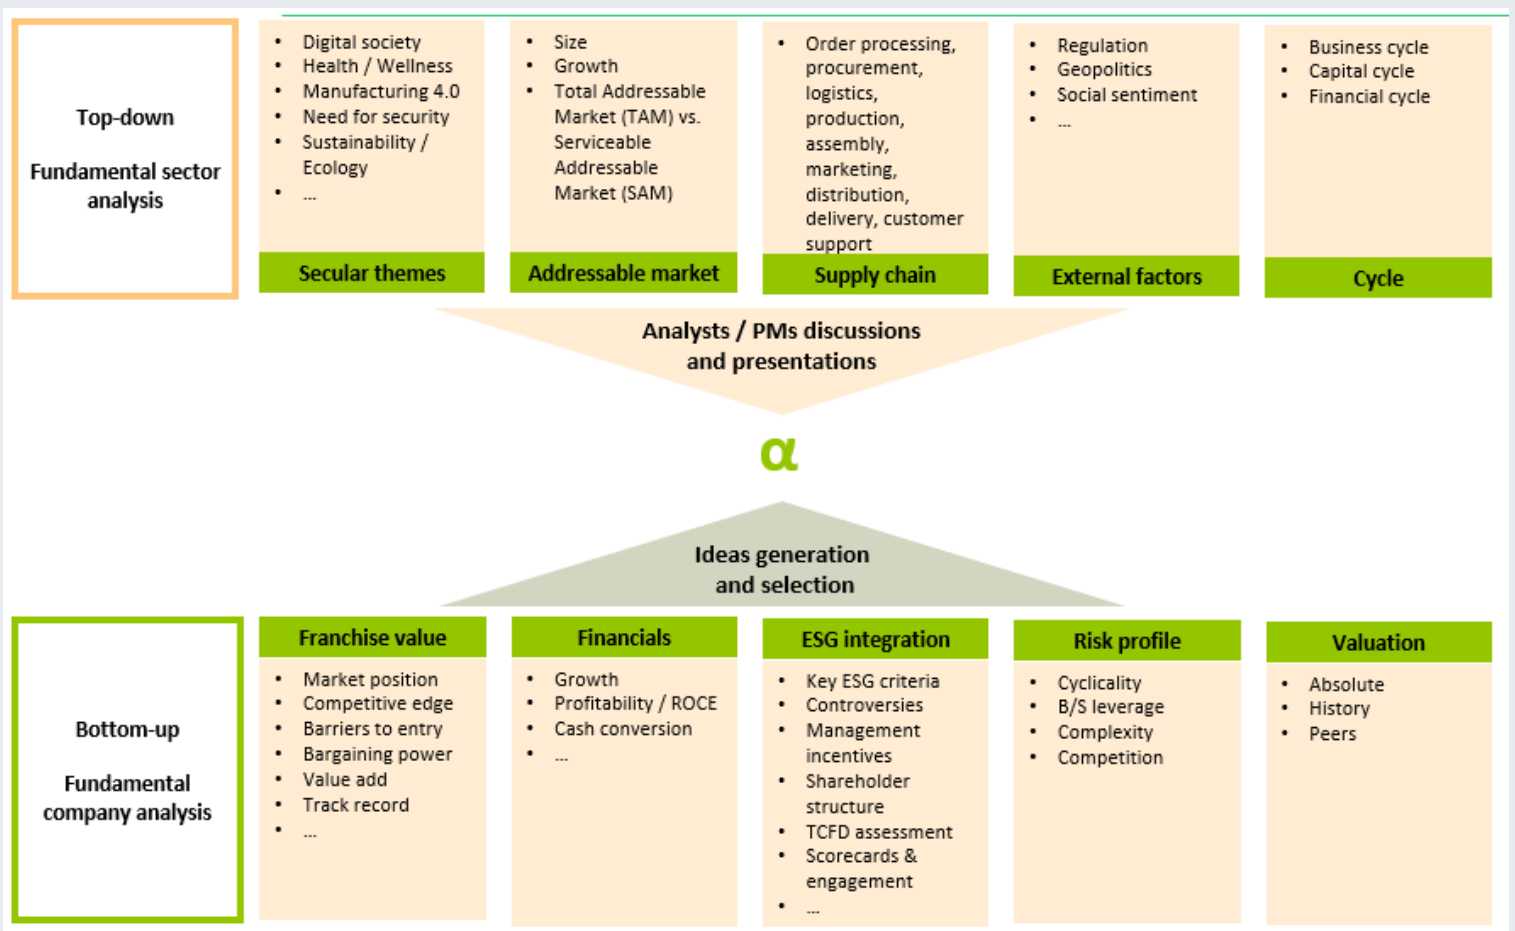 Top-down
Fundamental sector
analysis
• Digital society
• Health / Wellness
• Manufacturing 4.0
• Need for security
• Sustainability /
Ecology
• ...
Secular themes
• Size
• Growth
• Total Addressable
Market (TAM) vs.
Serviceable
Addressable
Market (SAM)
Addressable market
• Order processing,
procurement,
logistics,
production,
assembly,
marketing,
distribution,
delivery, customer
support
Supply chain
• Regulation
• Geopolitics
• Social sentiment
• ...
External factors
• Business cycle
• Capital cycle
• Financial cycle
Cycle
Analysts / PMs discussions
and presentations
α
Ideas generation
and selection
Bottom-up
Fundamental
company analysis
Franchise value
• Market position
• Competitive edge
• Barriers to entry
• Bargaining power
• Value add
• Track record
• ...
Financials
• Growth
• Profitability / ROCE
• Cash conversion
• ...
ESG integration
• Key ESG criteria
• Controversies
• Management
incentives
• Shareholder
structure
• TCFD assessment
• Scorecards &
engagement
• ...
Risk profile
• Cyclicality
• B/S leverage
• Complexity
• Competition
Valuation
• Absolute
• History
• Peers